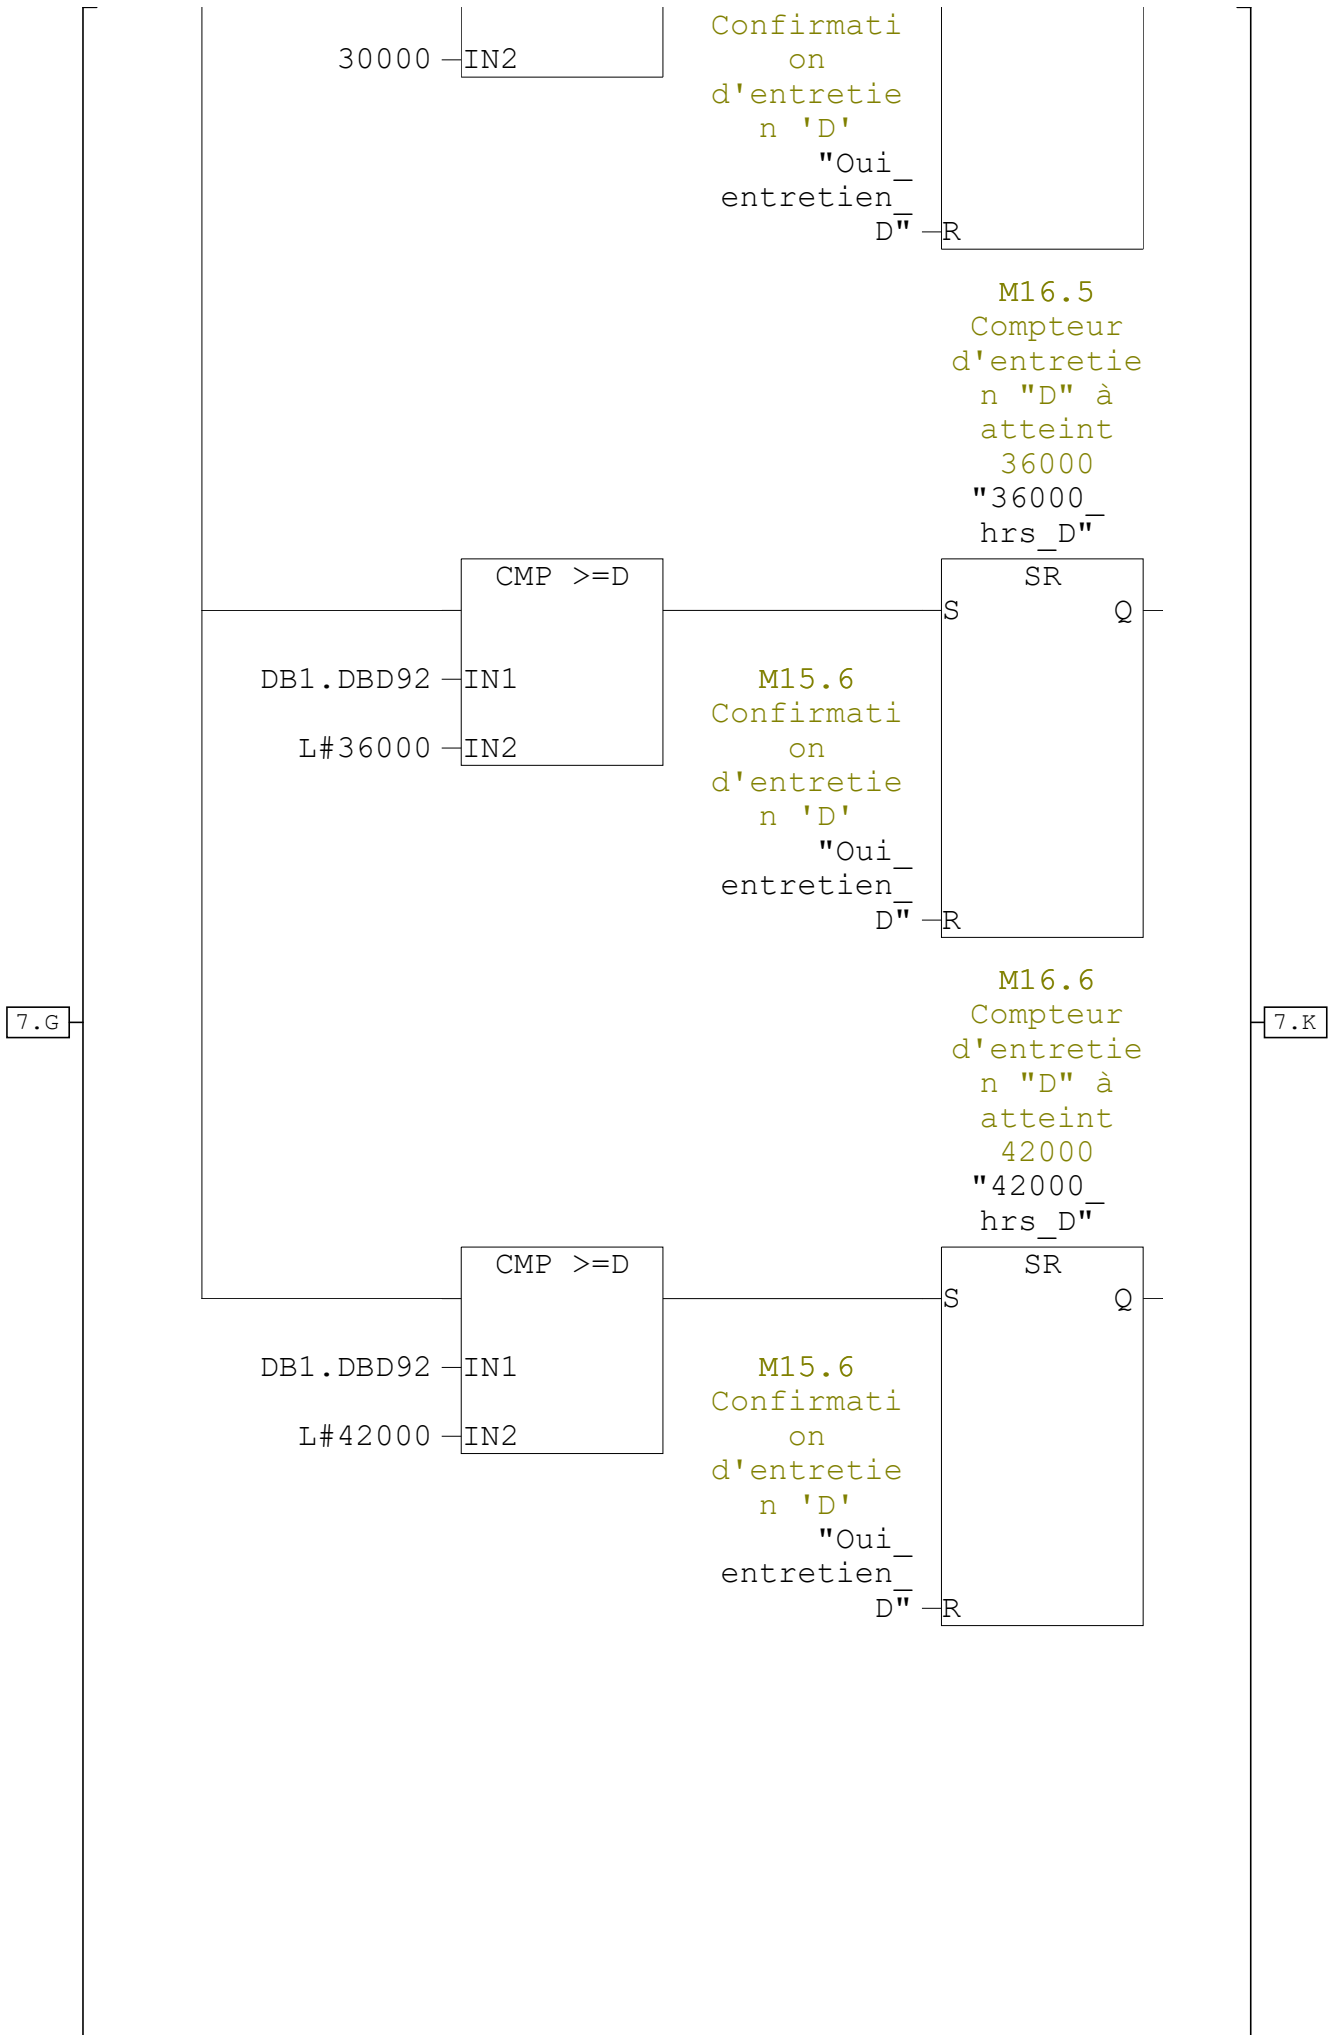 Confirmati
30000 IN2 on
d'entretie
n 'D'
"Oui_
entretien_
D" R
M16.5
Compteur
d'entretie
n "D" à
atteint
36000
"36000_
hrs_D"
CMP >=D SR
S Q
DB1.DBD92 IN1 M15.6
Confirmati
L#36000 IN2 on
d'entretie
n 'D'
"Oui_
entretien_
D" R
M16.6
7.G Compteur 7.K
d'entretie
n "D" à
atteint
42000
"42000_
hrs_D"
CMP >=D SR
S Q
DB1.DBD92 IN1 M15.6
Confirmati
L#42000 IN2 on
d'entretie
n 'D'
"Oui_
entretien_
D" R